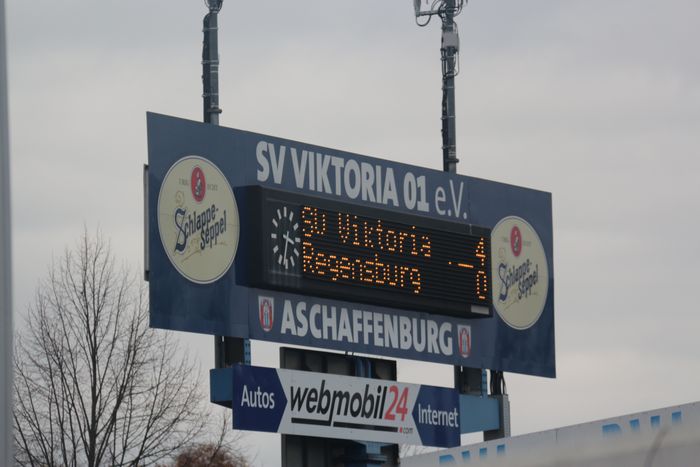 SV VIKTORIA 01 e.V.
Schlappe-
Seppel
SV Viktoria 4
Regensburg 0
Schlappe-
Seppel
ASCHAFFENBURG
Autos webmobil24 Internet
.com